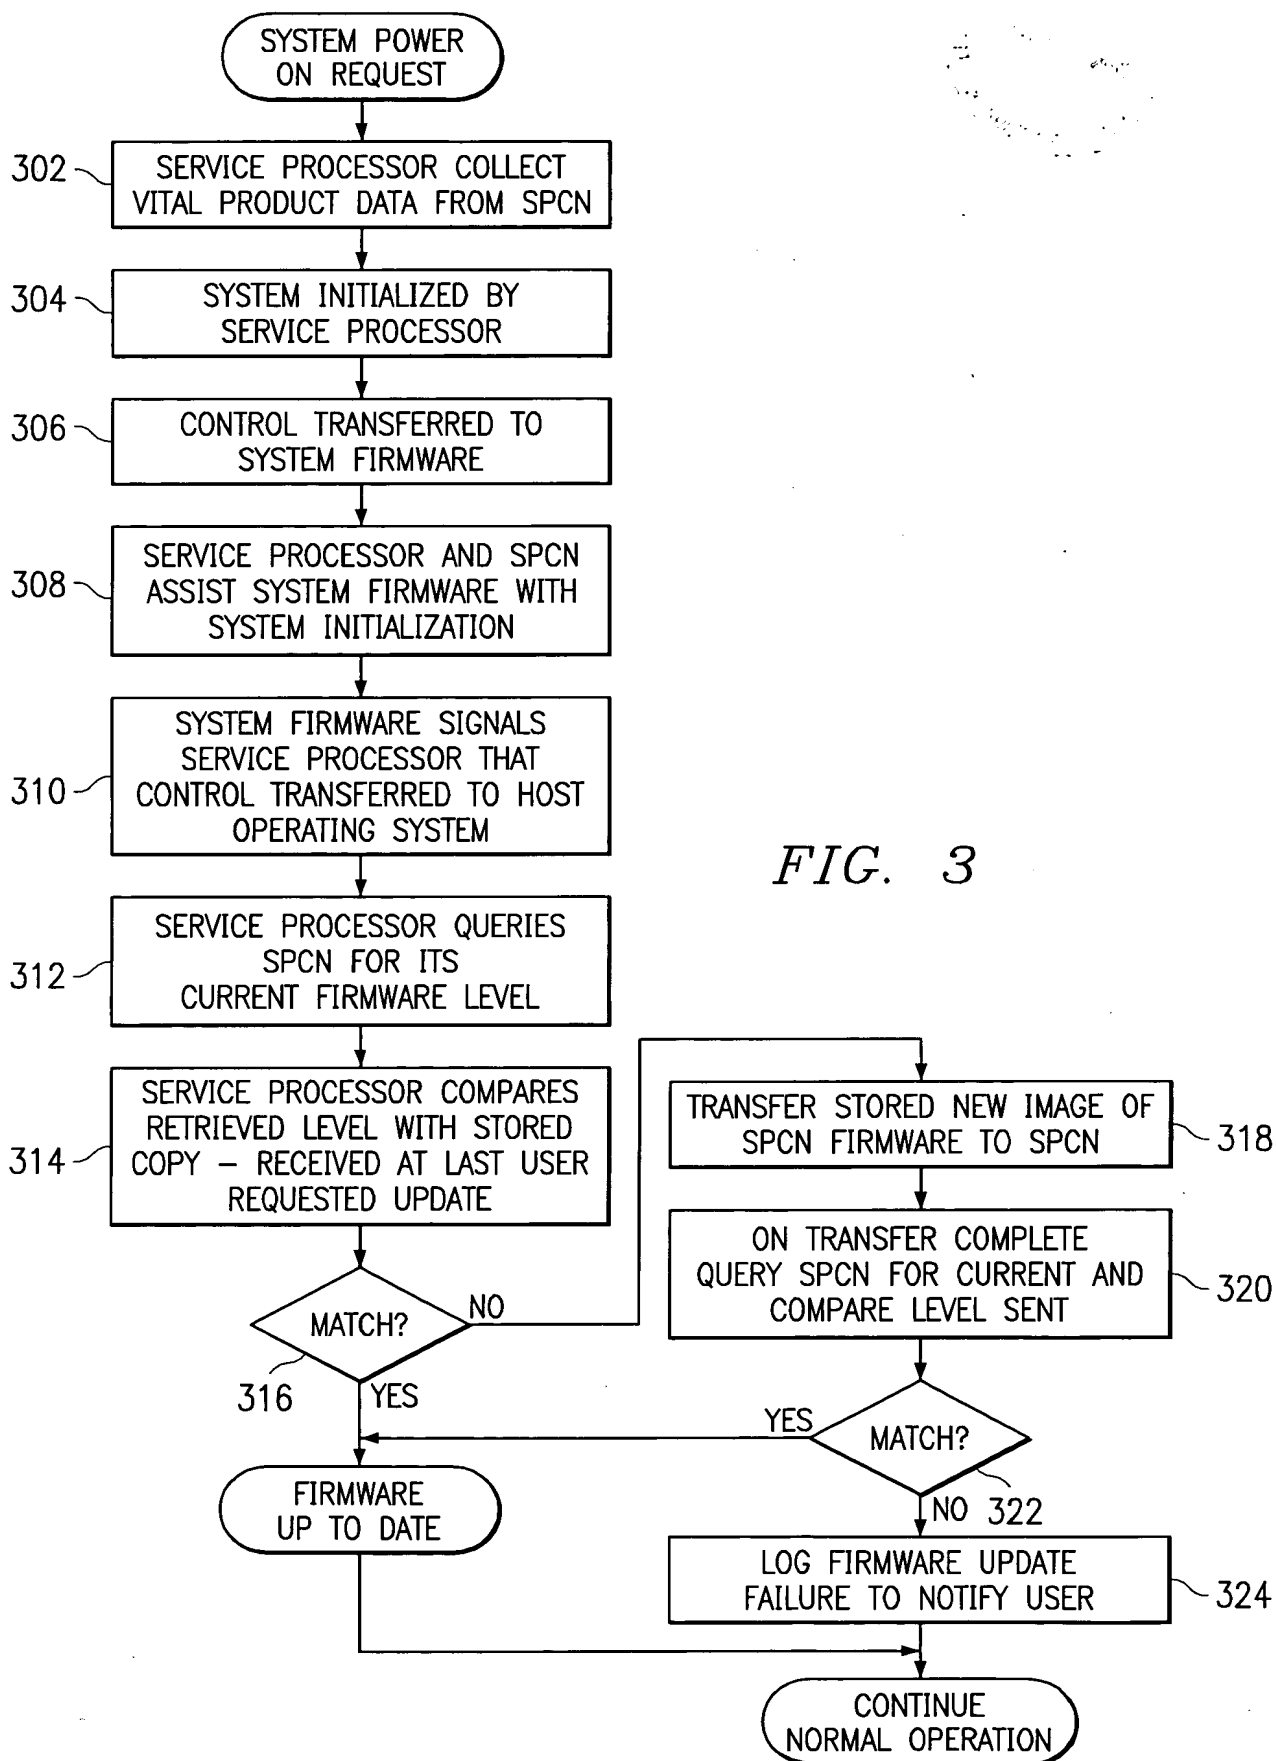 SYSTEM POWER
ON REQUEST
302
SERVICE PROCESSOR COLLECT
VITAL PRODUCT DATA FROM SPCN
304
SYSTEM INITIALIZED BY
SERVICE PROCESSOR
306
CONTROL TRANSFERRED TO
SYSTEM FIRMWARE
308
SERVICE PROCESSOR AND SPCN
ASSIST SYSTEM FIRMWARE WITH
SYSTEM INITIALIZATION
310
SYSTEM FIRMWARE SIGNALS
SERVICE PROCESSOR THAT
CONTROL TRANSFERRED TO HOST
OPERATING SYSTEM
FIG. 3
312
SERVICE PROCESSOR QUERIES
SPCN FOR ITS
CURRENT FIRMWARE LEVEL
314
SERVICE PROCESSOR COMPARES
RETRIEVED LEVEL WITH STORED
COPY – RECEIVED AT LAST USER
REQUESTED UPDATE
MATCH?
NO
316
YES
TRANSFER STORED NEW IMAGE OF
SPCN FIRMWARE TO SPCN
318
ON TRANSFER COMPLETE
QUERY SPCN FOR CURRENT AND
COMPARE LEVEL SENT
320
YES
MATCH?
NO
322
FIRMWARE
UP TO DATE
LOG FIRMWARE UPDATE
FAILURE TO NOTIFY USER
324
CONTINUE
NORMAL OPERATION